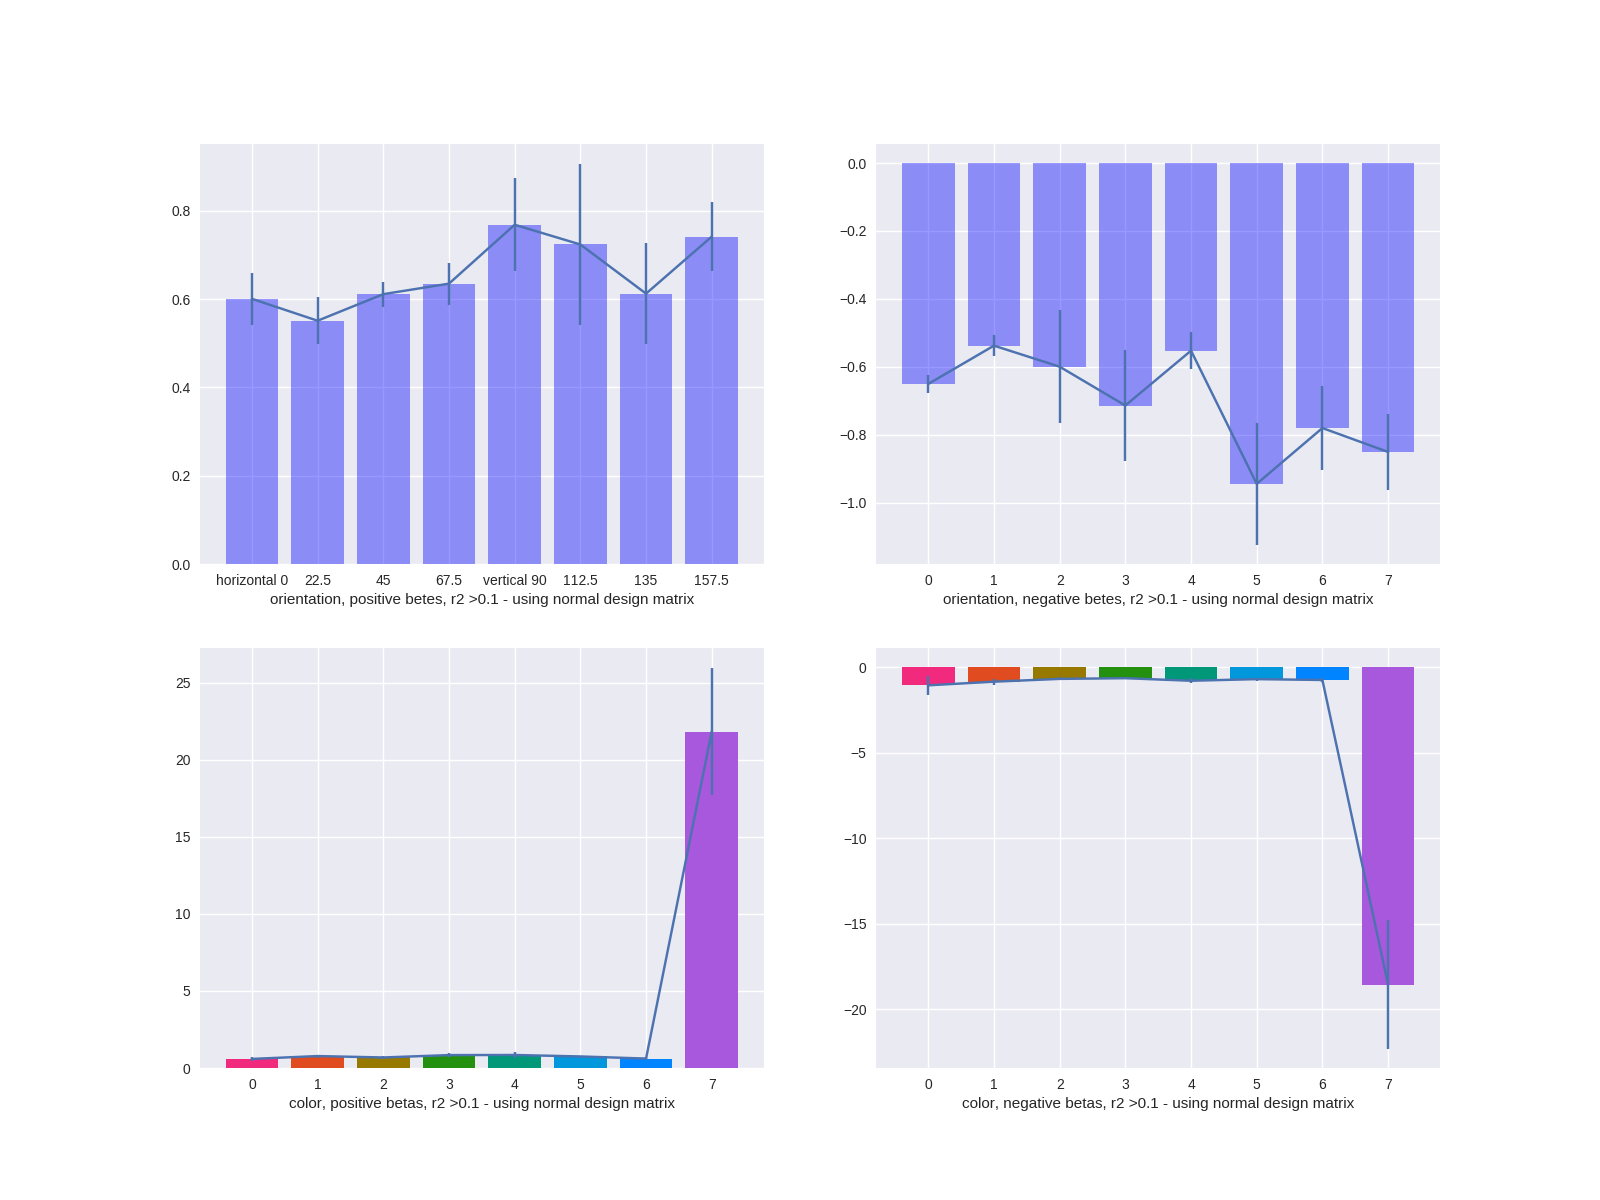 0.8
0.6
0.4
0.2
0.0
horizontal 0 22.5 45 67.5 vertical 90 112.5 135 157.5
orientation, positive betes, r2 >0.1 - using normal design matrix
0.0
−0.2
−0.4
−0.6
−0.8
−1.0
0 1 2 3 4 5 6 7
orientation, negative betes, r2 >0.1 - using normal design matrix
25
20
15
10
5
0
0 1 2 3 4 5 6 7
color, positive betas, r2 >0.1 - using normal design matrix
0
−5
−10
−15
−20
0 1 2 3 4 5 6 7
color, negative betas, r2 >0.1 - using normal design matrix